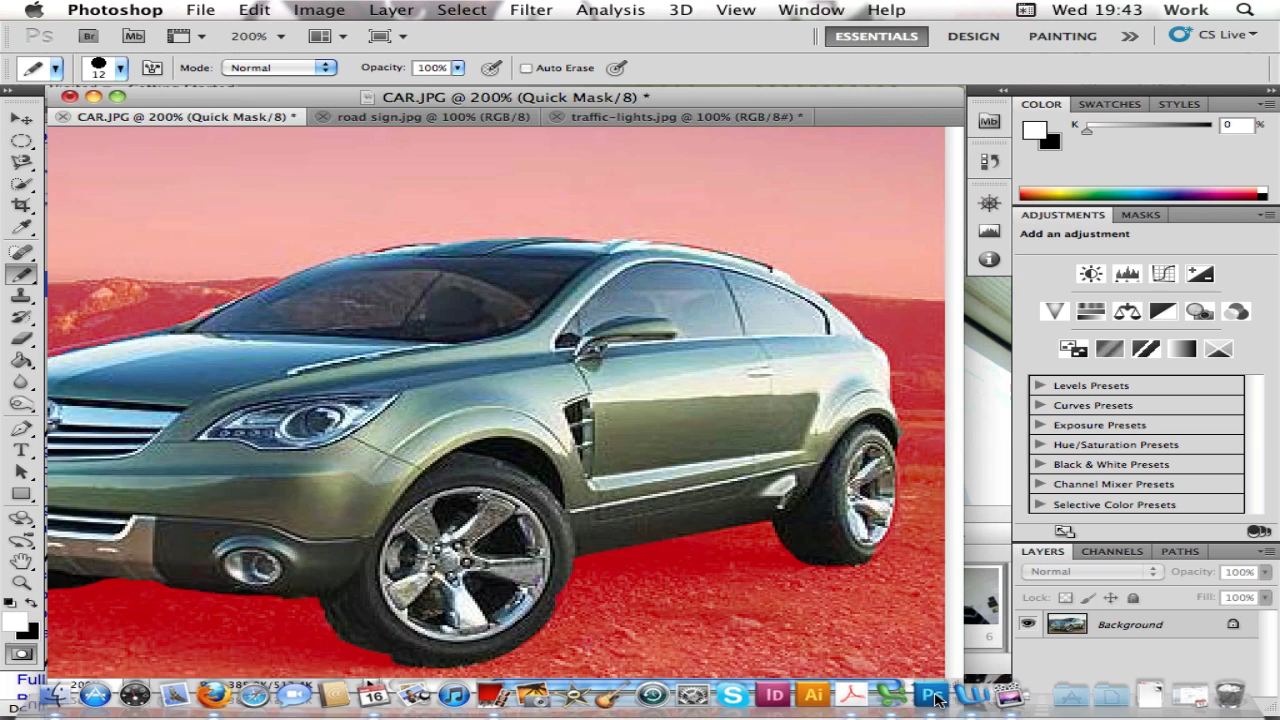 Photoshop File Edit Image Layer Select Filter Analysis 3D View Window Help Wed 19:43 Work
Ps Br Mb 200% ESSENTIALS DESIGN PAINTING >> CS Live
12 Mode: Normal Opacity: 100% Auto Erase
CAR.JPG @ 200% (Quick Mask/8) *
CAR.JPG @ 200% (Quick Mask/8) * road sign.jpg @ 100% (RGB/8) traffic-lights.jpg @ 100% (RGB/8#) *
Mb
COLOR SWATCHES STYLES
K 0
ADJUSTMENTS MASKS
Add an adjustment
Levels Presets
Curves Presets
Exposure Presets
Hue/Saturation Presets
Black & White Presets
Channel Mixer Presets
Selective Color Presets
LAYERS CHANNELS PATHS
Normal Opacity: 100%
Lock: Fill: 100%
Background
6
T
Full
16 S Id Ai Ps